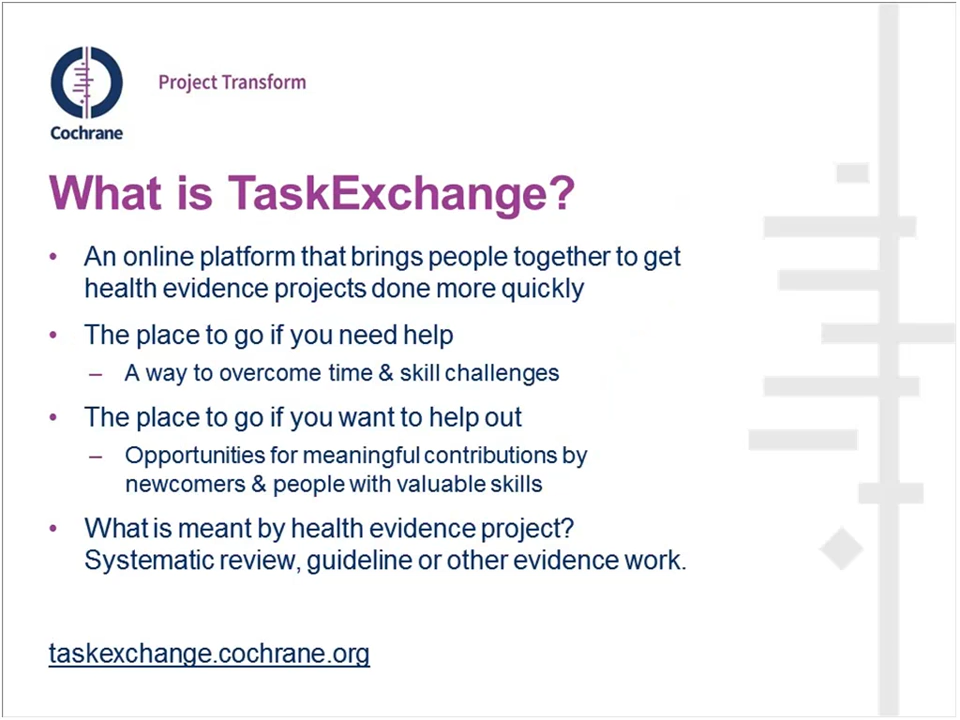 Project Transform
Cochrane
What is TaskExchange?
• An online platform that brings people together to get
health evidence projects done more quickly
• The place to go if you need help
– A way to overcome time & skill challenges
• The place to go if you want to help out
– Opportunities for meaningful contributions by
newcomers & people with valuable skills
• What is meant by health evidence project?
Systematic review, guideline or other evidence work.
taskexchange.cochrane.org